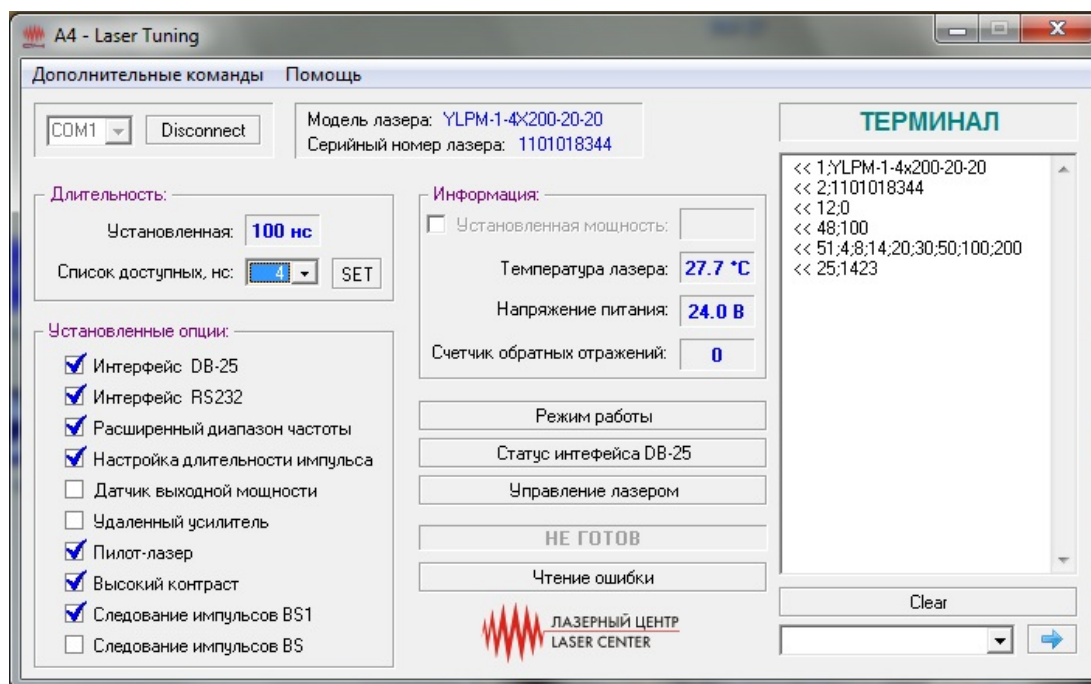 A4 - Laser Tuning
Дополнительные команды Помощь
COM1 Disconnect
Модель лазера: YLPM-1-4X200-20-20
Серийный номер лазера: 1101018344
Длительность:
Установленная: 100 нс
Список доступных, нс: 4 SET
Установленные опции:
Интерфейс DB-25
Интерфейс RS232
Расширенный диапазон частоты
Настройка длительности импульса
Датчик выходной мощности
Удаленный усилитель
Пилот-лазер
Высокий контраст
Следование импульсов BS1
Следование импульсов BS
Информация:
Установленная мощность:
Температура лазера: 27.7 °C
Напряжение питания: 24.0 В
Счетчик обратных отражений: 0
Режим работы
Статус интефейса DB-25
Управление лазером
НЕ ГОТОВ
Чтение ошибки
ЛАЗЕРНЫЙ ЦЕНТР
LASER CENTER
ТЕРМИНАЛ
<< 1;YLPM-1-4x200-20-20
<< 2;1101018344
<< 12;0
<< 48;100
<< 51;4;8;14;20;30;50;100;200
<< 25;1423
Clear